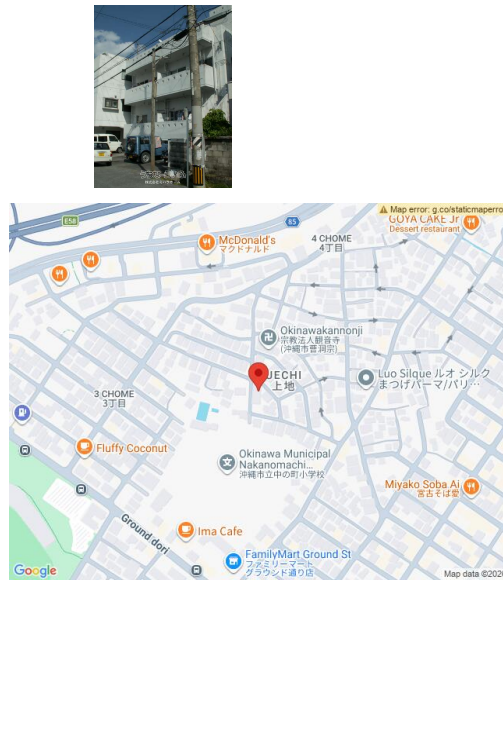 Map error: g.co/staticmaperro
E58
85
GOYA CAKE Jr
Dessert restaurant
McDonald's
マクドナルド
4 CHOME
4丁目
Okinawakannonji
宗教法人観音寺
(沖縄市曹洞宗)
UECHI
上地
Luo Silque ルオ シルク
まつげパーマ/パリ…
3 CHOME
3丁目
Fluffy Coconut
Okinawa Municipal
Nakanomachi...
沖縄市立中の町小学校
Miyako Soba Ai
宮古そば愛
Ground dori
Ima Cafe
FamilyMart Ground St
ファミリーマート
グラウンド通り店
Google
Map data ©2026